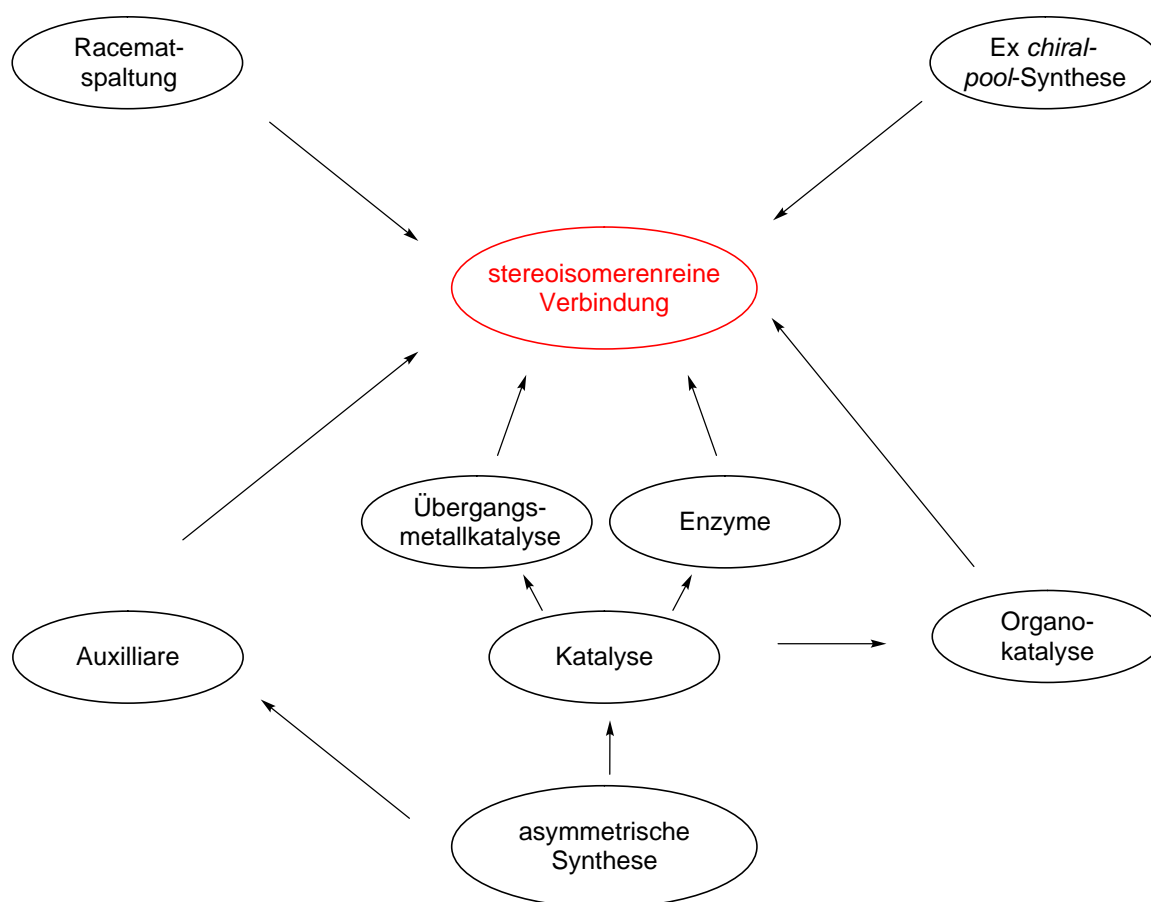 Racemat-
spaltung
Ex chiral-
pool-Synthese
stereoisomerenreine
Verbindung
Übergangs-
metallkatalyse
Enzyme
Auxilliare
Katalyse
Organo-
katalyse
asymmetrische
Synthese